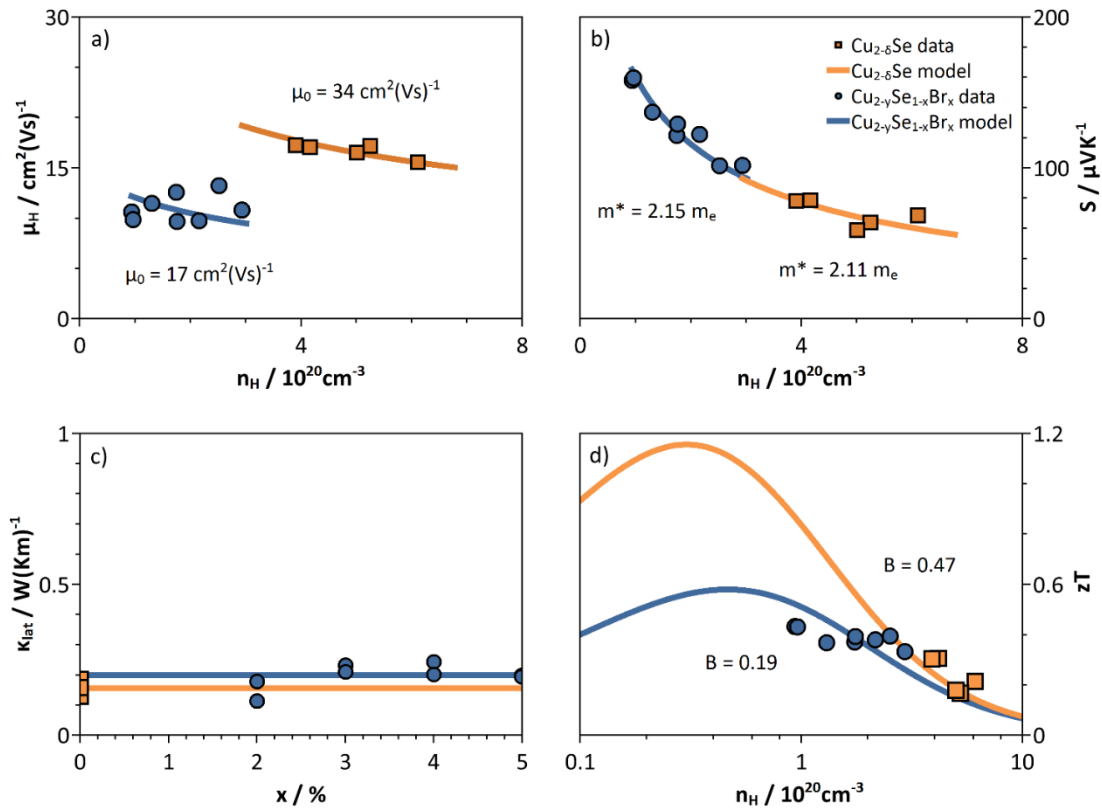 a)
30
15
0
μ₀ = 34 cm²(Vs)⁻¹
μ₀ = 17 cm²(Vs)⁻¹
μH / cm²(Vs)⁻¹
0 4 8
nH / 10²⁰cm⁻³
b)
Cu₂₋δSe data
Cu₂₋δSe model
Cu₂₋ySe₁₋ₓBrₓ data
Cu₂₋ySe₁₋ₓBrₓ model
m* = 2.15 mₑ
m* = 2.11 mₑ
200
100
0
S / μVK⁻¹
0 4 8
nH / 10²⁰cm⁻³
c)
1
0.5
0
κlat / W(Km)⁻¹
0 1 2 3 4 5
x / %
d)
B = 0.47
B = 0.19
1.2
0.6
0
zT
0.1 1 10
nH / 10²⁰cm⁻³